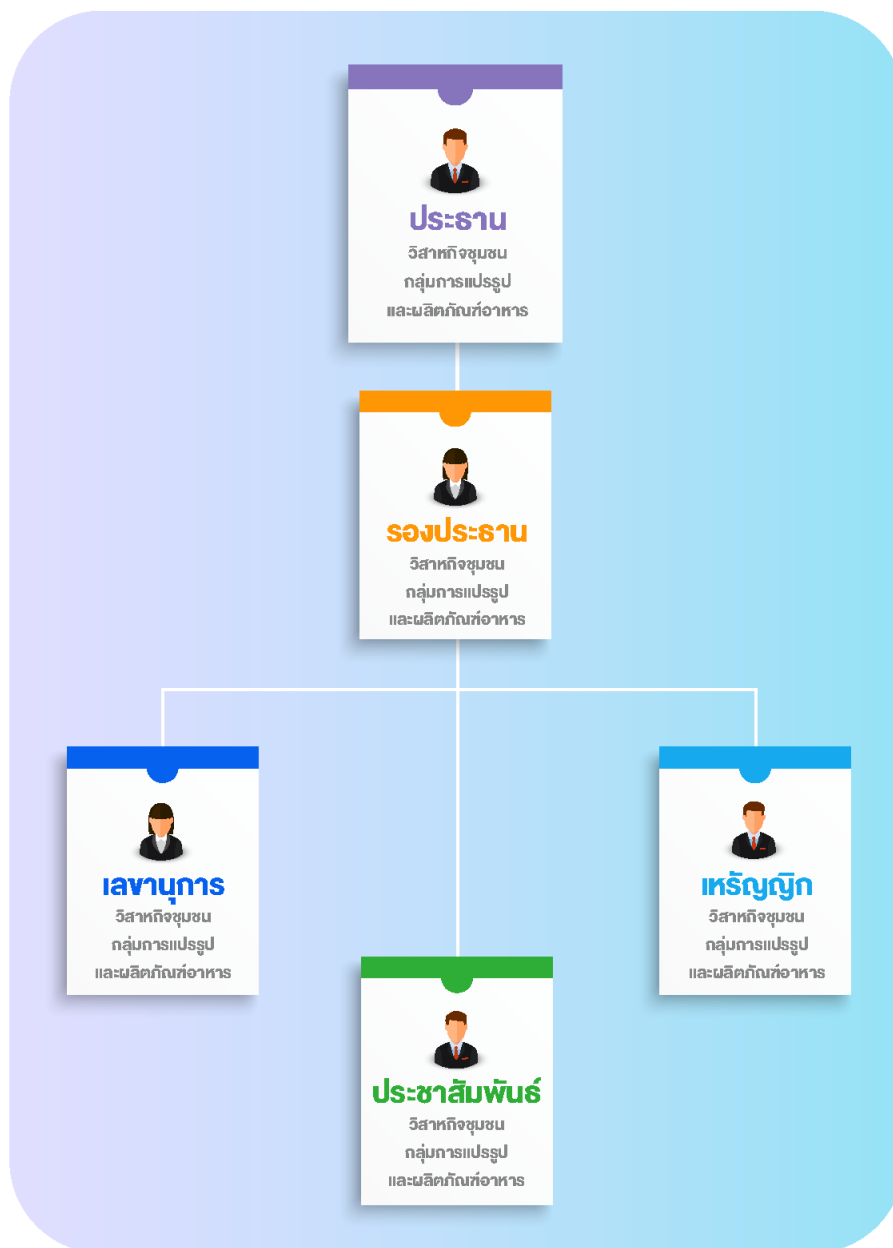 ประธาน
วิสาหกิจชุมชน
กลุ่มการแปรรูป
และผลิตภัณฑ์อาหาร
รองประธาน
วิสาหกิจชุมชน
กลุ่มการแปรรูป
และผลิตภัณฑ์อาหาร
เลขานุการ
วิสาหกิจชุมชน
กลุ่มการแปรรูป
และผลิตภัณฑ์อาหาร
เหรัญญิก
วิสาหกิจชุมชน
กลุ่มการแปรรูป
และผลิตภัณฑ์อาหาร
ประชาสัมพันธ์
วิสาหกิจชุมชน
กลุ่มการแปรรูป
และผลิตภัณฑ์อาหาร